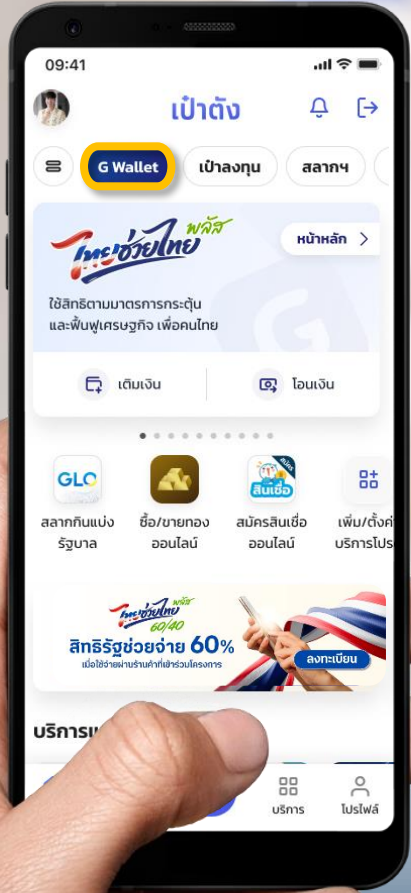 09:41
เป๋าตัง
G Wallet
เป๋าลงทุน
สลากฯ
ไทยช่วยไทย พลัส
หน้าหลัก
ใช้สิทธิตามมาตรการกระตุ้น
และฟื้นฟูเศรษฐกิจ เพื่อคนไทย
เติมเงิน
โอนเงิน
GLO
สมัคร
สินเชื่อ
สลากกินแบ่ง
รัฐบาล
ซื้อ/ขายทอง
ออนไลน์
สมัครสินเชื่อ
ออนไลน์
เพิ่ม/ตั้งค่
บริการโปร
ไทยช่วยไทย พลัส
60/40
สิทธิรัฐช่วยจ่าย 60%
เมื่อใช้จ่ายผ่านร้านค้าที่เข้าร่วมโครงการ
ลงทะเบียน
บริการ
โปรไฟล์